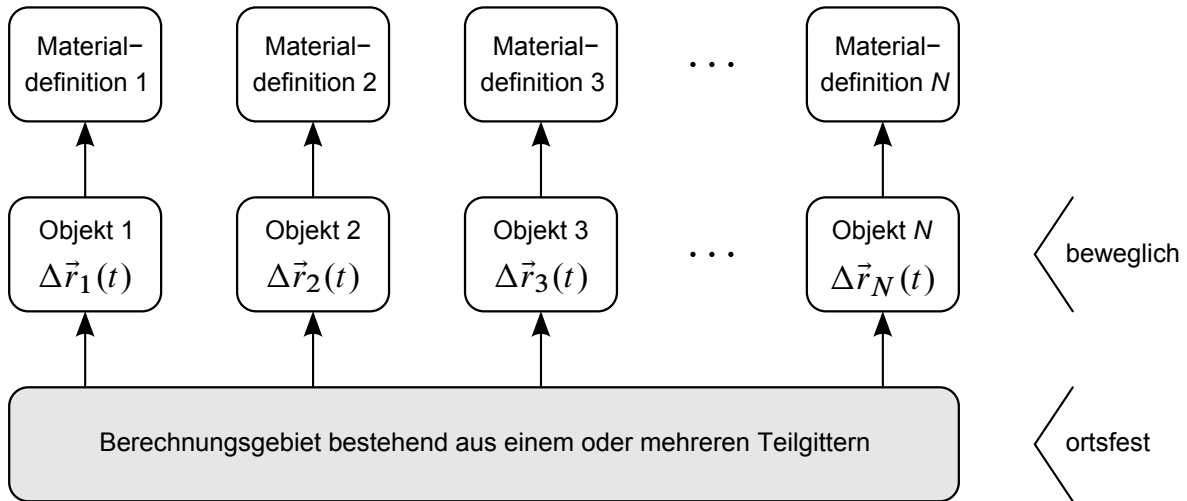 Material−
definition 1
Material−
definition 2
Material−
definition 3
. . .
Material−
definition N
Objekt 1
Δr⃗₁(t)
Objekt 2
Δr⃗₂(t)
Objekt 3
Δr⃗₃(t)
. . .
Objekt N
Δr⃗_N(t)
beweglich
Berechnungsgebiet bestehend aus einem oder mehreren Teilgittern
ortsfest